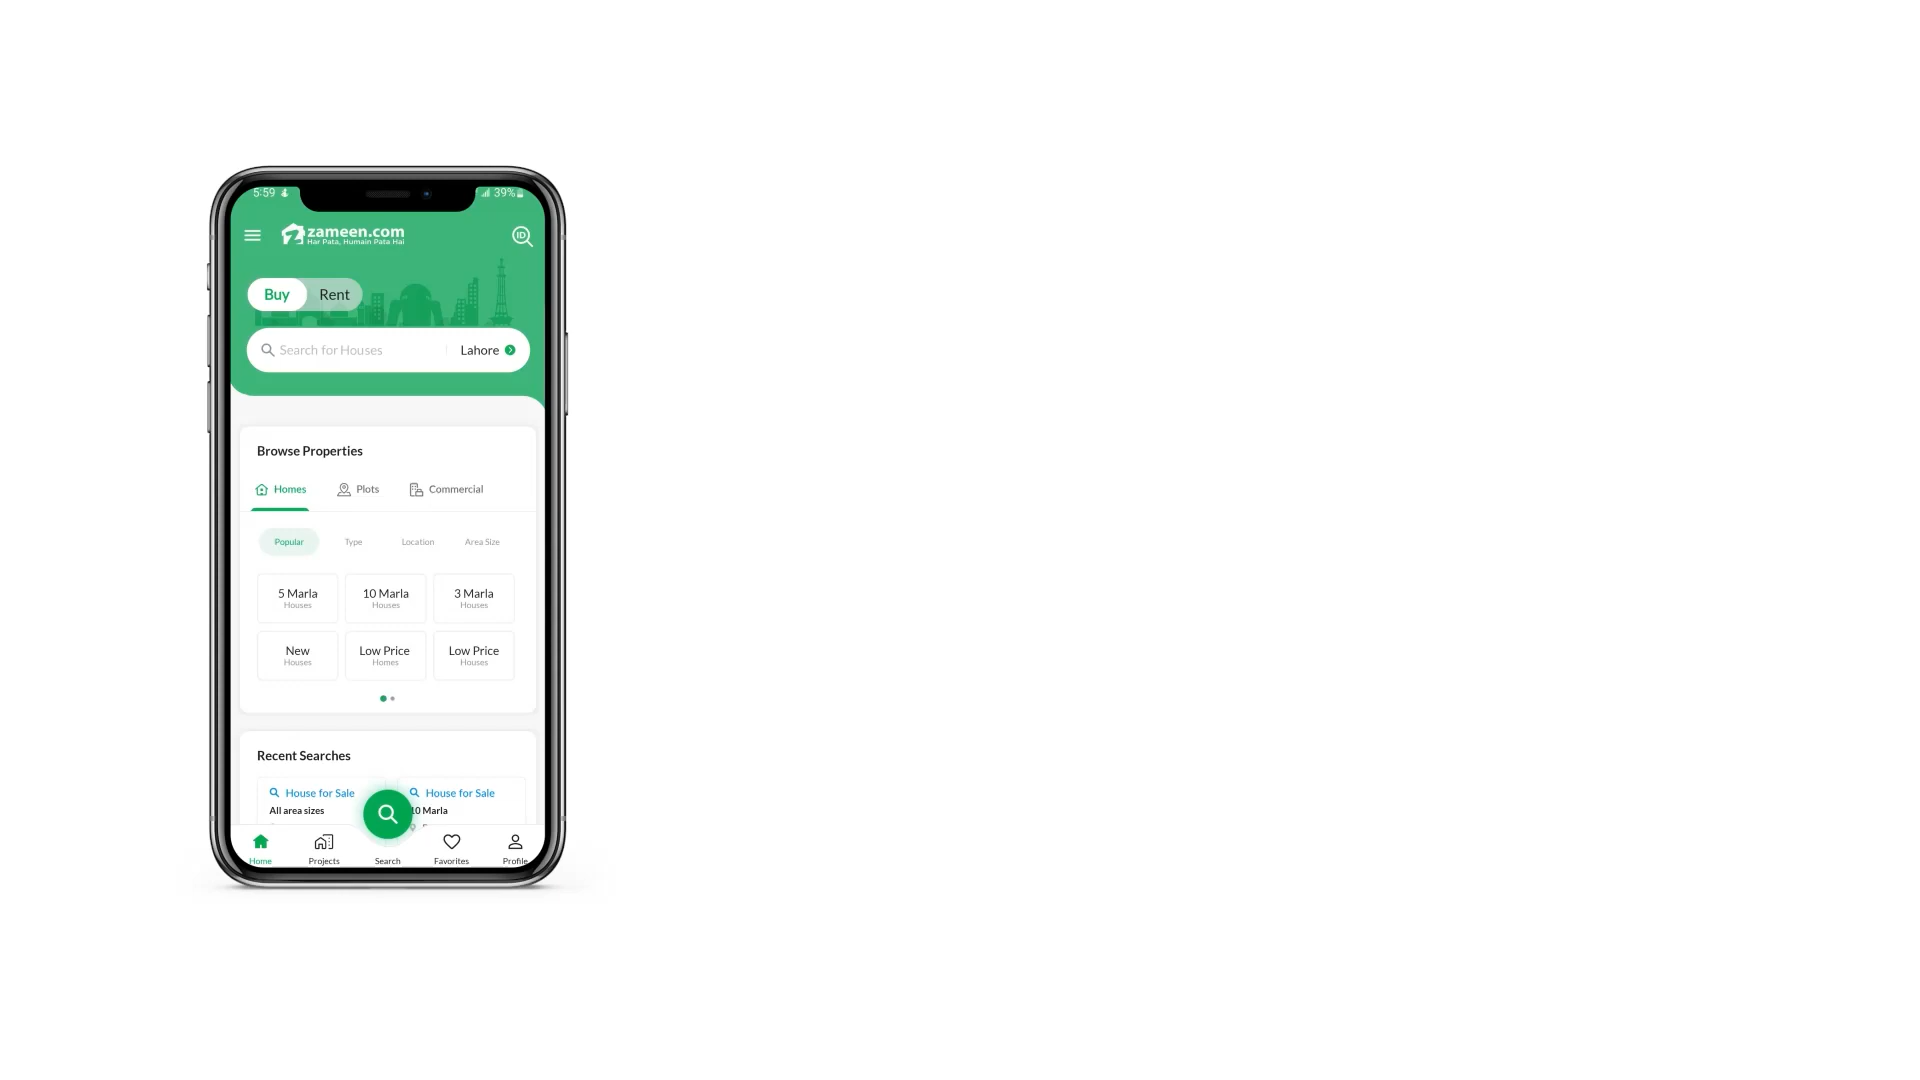 5:59 39%
zameen.com
Har Pata, Humain Pata Hai
ID
Buy Rent
Search for Houses Lahore
Browse Properties
Homes Plots Commercial
Popular Type Location Area Size
5 Marla 10 Marla 3 Marla
Houses Houses Houses
New Low Price Low Price
Houses Homes Houses
Recent Searches
House for Sale House for Sale
All area sizes 10 Marla
Home Projects Search Favorites Profile